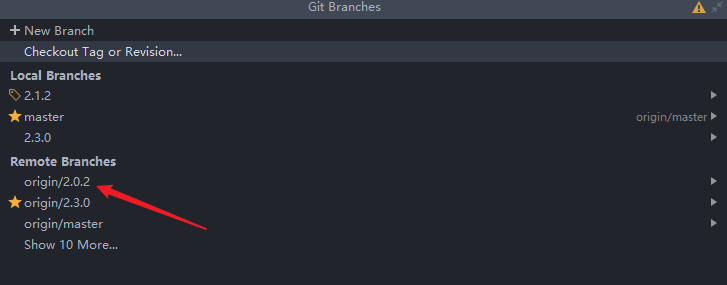 Git Branches
+ New Branch
Checkout Tag or Revision...
Local Branches
2.1.2
master origin/master
2.3.0
Remote Branches
origin/2.0.2
origin/2.3.0
origin/master
Show 10 More...